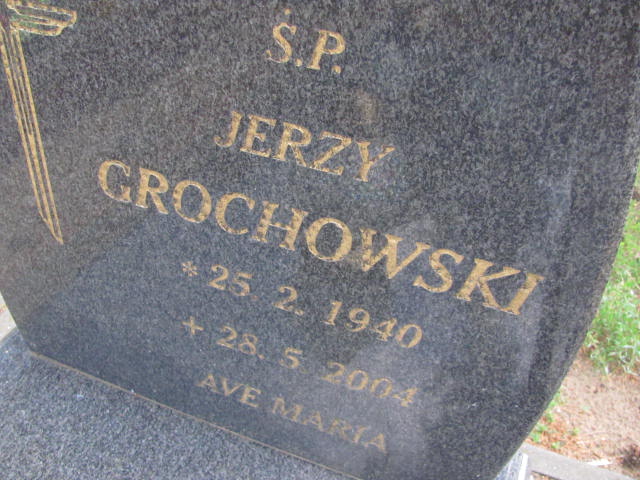 Ś.P.
JERZY
GROCHOWSKI
* 25. 2. 1940
+ 28. 5 2004
AVE MARIA